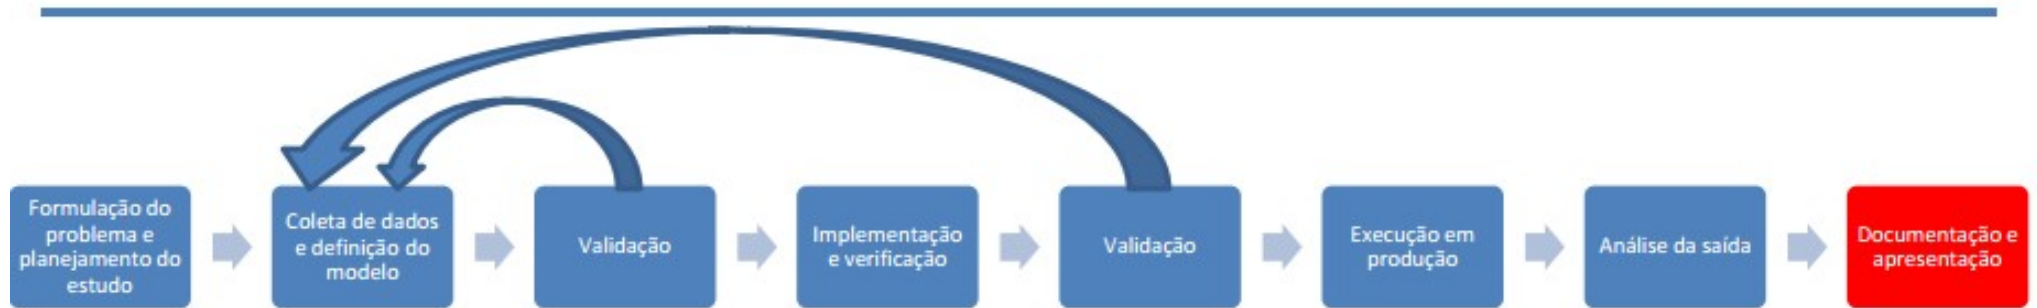 Formulação do
problema e
planejamento do
estudo
Coleta de dados
e definição do
modelo
Validação
Implementação
e verificação
Validação
Execução em
produção
Análise da saída
Documentação e
apresentação